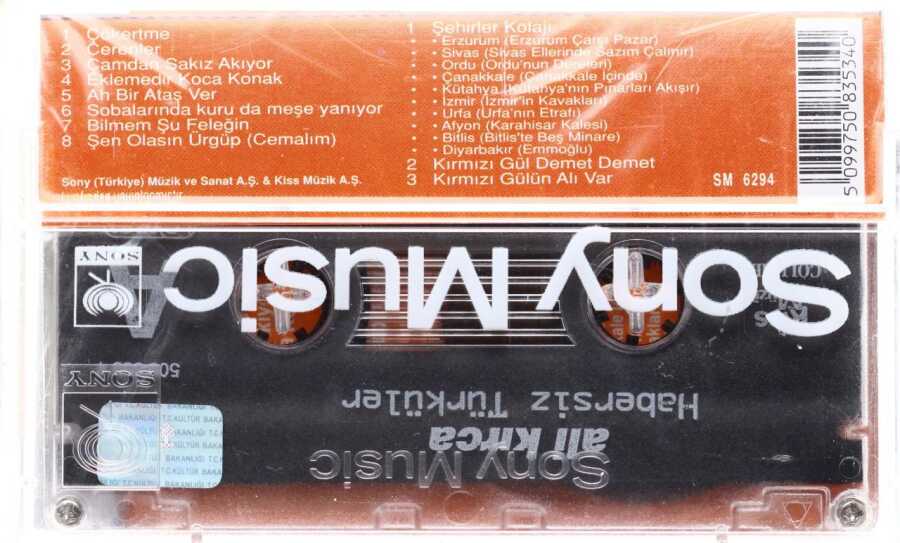 1 Çökertme
2 Cerenler
3 Çamdan Sakız Akıyor
4 Eklemedir Koca Konak
5 Ah Bir Ataş Ver
6 Sobalarında kuru da meşe yanıyor
7 Bilmem Şu Feleğin
8 Şen Olasın Ürgüp (Cemalım)
Sony (Türkiye) Müzik ve Sanat A.Ş. & Kiss Müzik A.Ş.
1 Şehirler Kolajı
• • Erzurum (Erzurum Çarşı Pazar)
• • Sivas (Sivas Ellerinde Sazım Çalınır)
• • Ordu (Ordu'nun Dereleri)
• • Çanakkale (Çanakkale İçinde)
• • Kütahya (Kütahya'nın Pınarları Akışır)
• • İzmir (İzmir'in Kavakları)
• • Urfa (Urfa'nın Etrafı)
• • Afyon (Karahisar Kalesi)
• • Bitlis (Bitlis'te Beş Minare)
• • Diyarbakır (Emmoğlu)
2 Kırmızı Gül Demet Demet
3 Kırmızı Gülün Alı Var
SM 6294
5 099750 835340
Sony Music
SONY
SONY
Habersiz Türküler
ali kırca
Sony Music
BAKANLIĞI T.C.KÜLTÜR BAKANLIĞI